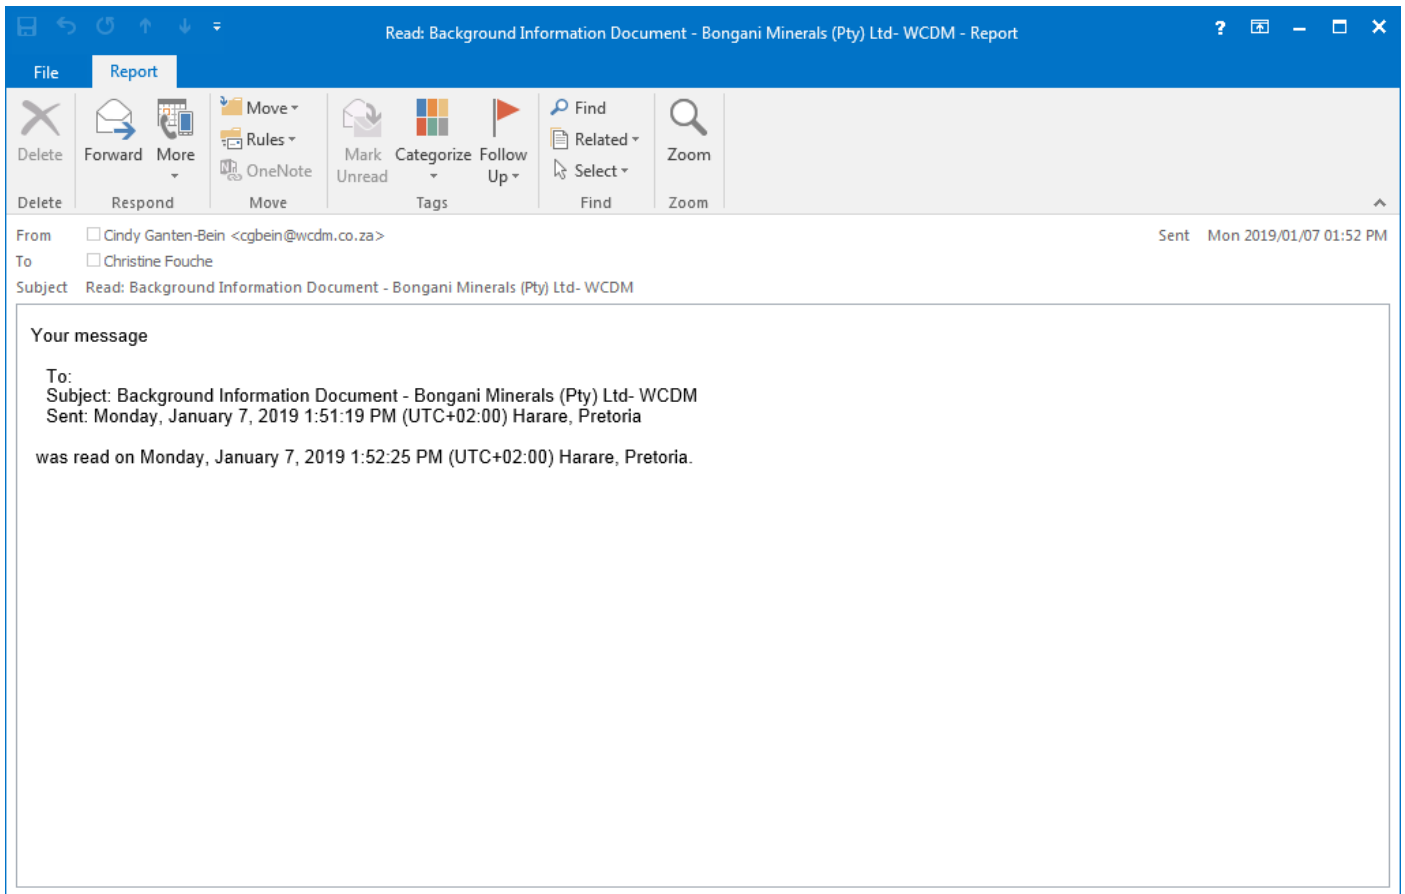 Read: Background Information Document - Bongani Minerals (Pty) Ltd- WCDM - Report
File Report
Delete
Forward
More
Move
Rules
OneNote
Mark Unread
Categorize
Follow Up
Find
Related
Select
Zoom
Delete Respond Move Tags Find Zoom
From Cindy Ganten-Bein <cgbein@wcdm.co.za> Sent Mon 2019/01/07 01:52 PM
To Christine Fouche
Subject Read: Background Information Document - Bongani Minerals (Pty) Ltd- WCDM
Your message
To:
Subject: Background Information Document - Bongani Minerals (Pty) Ltd- WCDM
Sent: Monday, January 7, 2019 1:51:19 PM (UTC+02:00) Harare, Pretoria
was read on Monday, January 7, 2019 1:52:25 PM (UTC+02:00) Harare, Pretoria.